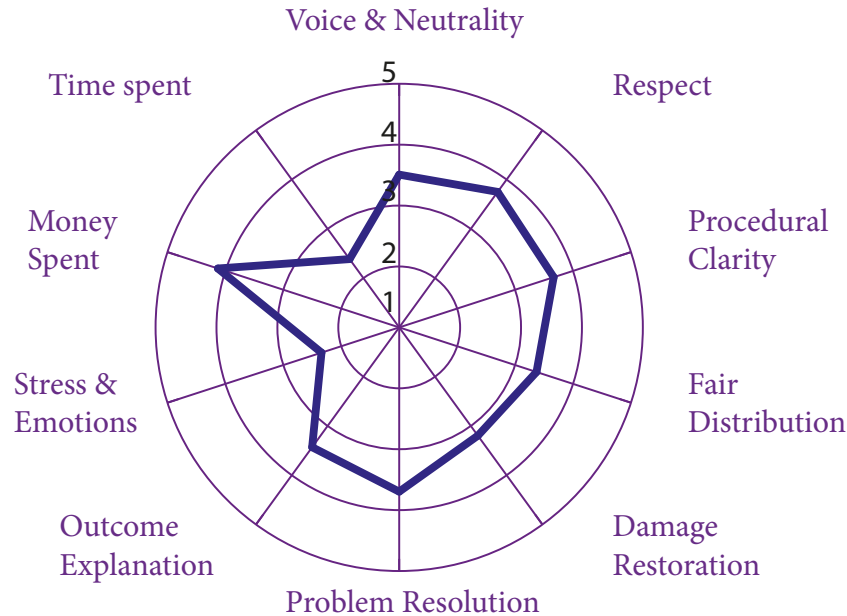 Voice & Neutrality
Time spent
Respect
5
4
3
2
1
Money
Spent
Procedural
Clarity
Stress &
Emotions
Fair
Distribution
Outcome
Explanation
Damage
Restoration
Problem Resolution